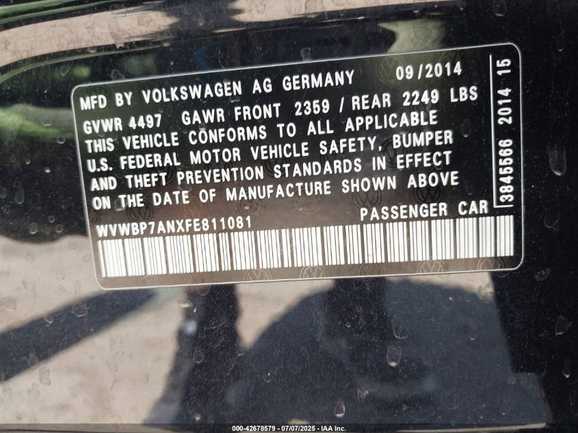 MFD BY VOLKSWAGEN AG GERMANY 09/2014
GVWR 4497 GAWR FRONT 2359 / REAR 2249 LBS
THIS VEHICLE CONFORMS TO ALL APPLICABLE
U.S. FEDERAL MOTOR VEHICLE SAFETY, BUMPER
AND THEFT PREVENTION STANDARDS IN EFFECT
ON THE DATE OF MANUFACTURE SHOWN ABOVE
WVWBP7ANXFE811081 PASSENGER CAR
3845566 2014 15
000-42678579 | 07/07/2025 | IAA Inc.